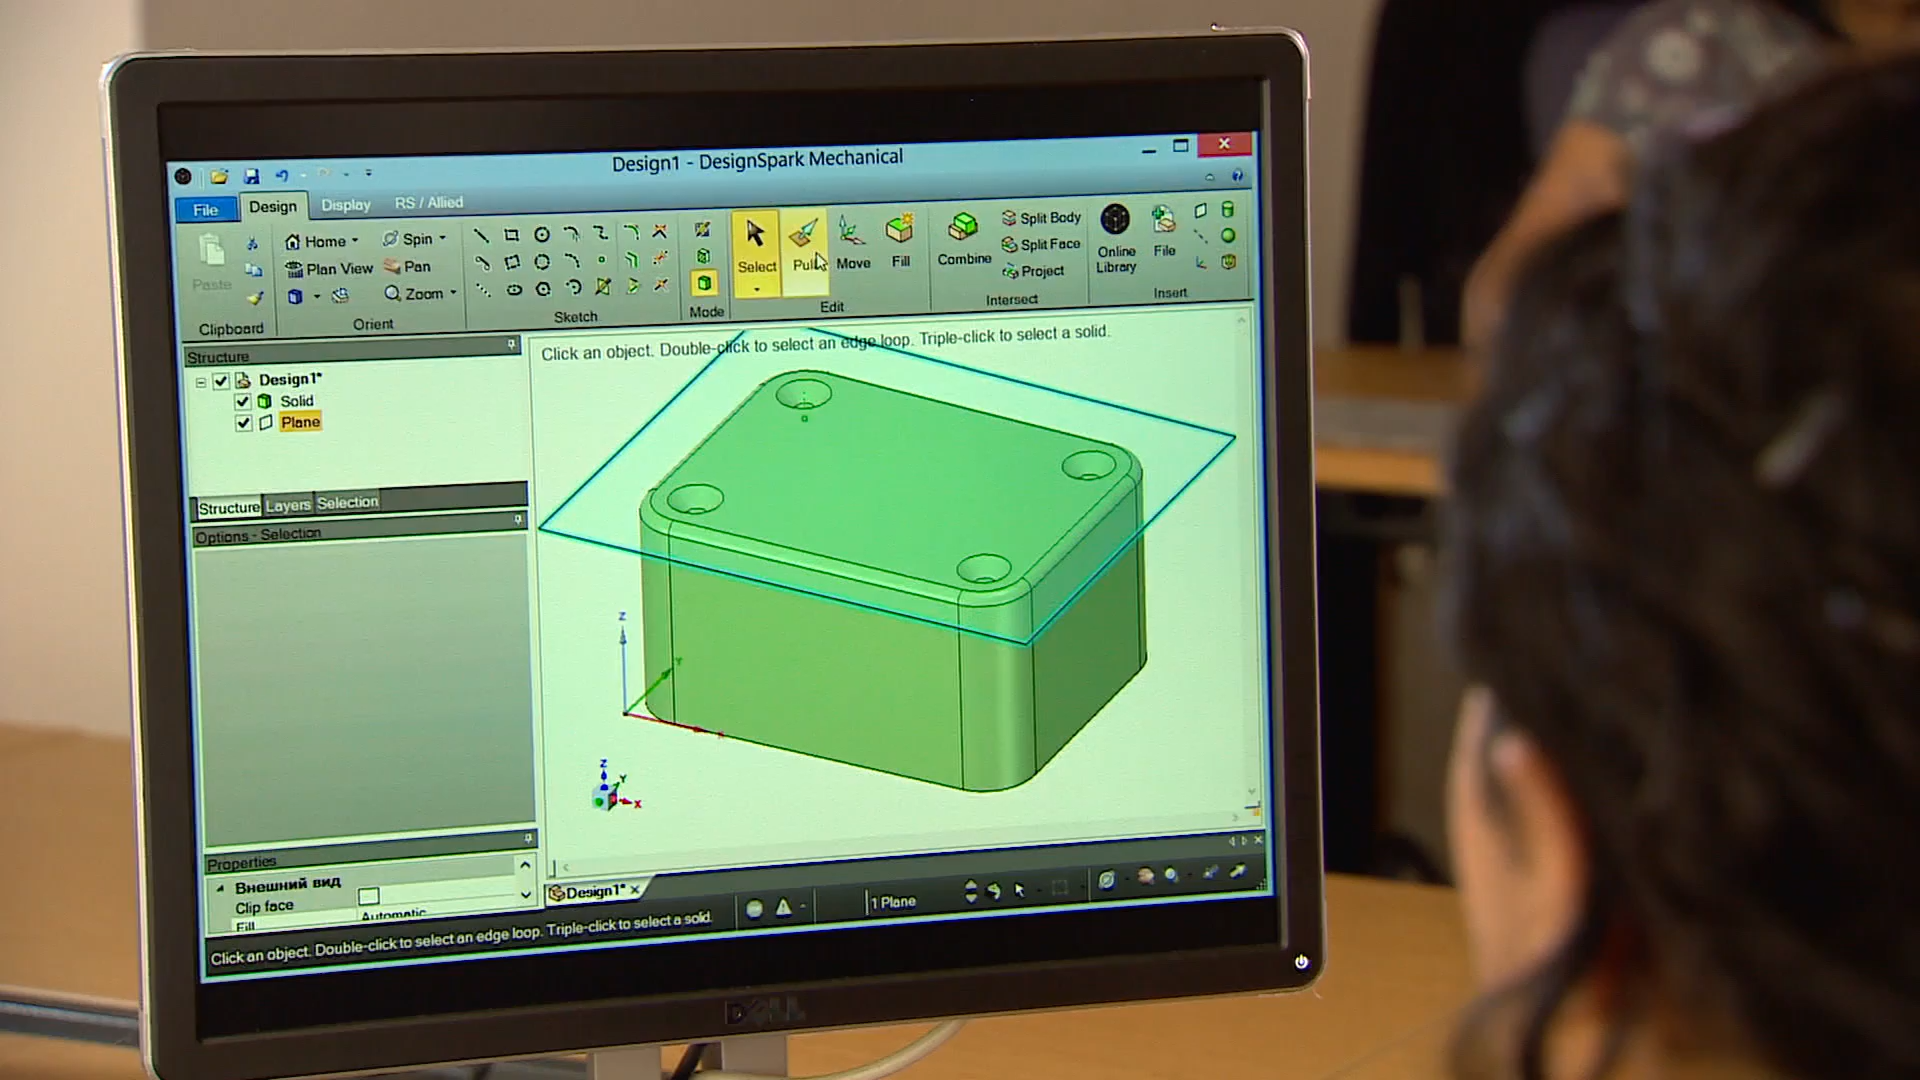 Design1 - DesignSpark Mechanical
File Design Display RS / Allied
Paste
Home
Plan View
Spin
Pan
Zoom
Select
Pull
Move
Fill
Combine
Split Body
Split Face
Project
Online
Library
File
Clipboard Orient Sketch Mode Edit Intersect Insert
Structure
Design1*
Solid
Plane
Structure Layers Selection
Options - Selection
Click an object. Double-click to select an edge loop. Triple-click to select a solid.
Z
Y
X
Z
Y
X
Properties
Внешний вид
Clip face
Fill
Automatic
Design1*
Click an object. Double-click to select an edge loop. Triple-click to select a solid.
1 Plane
DELL